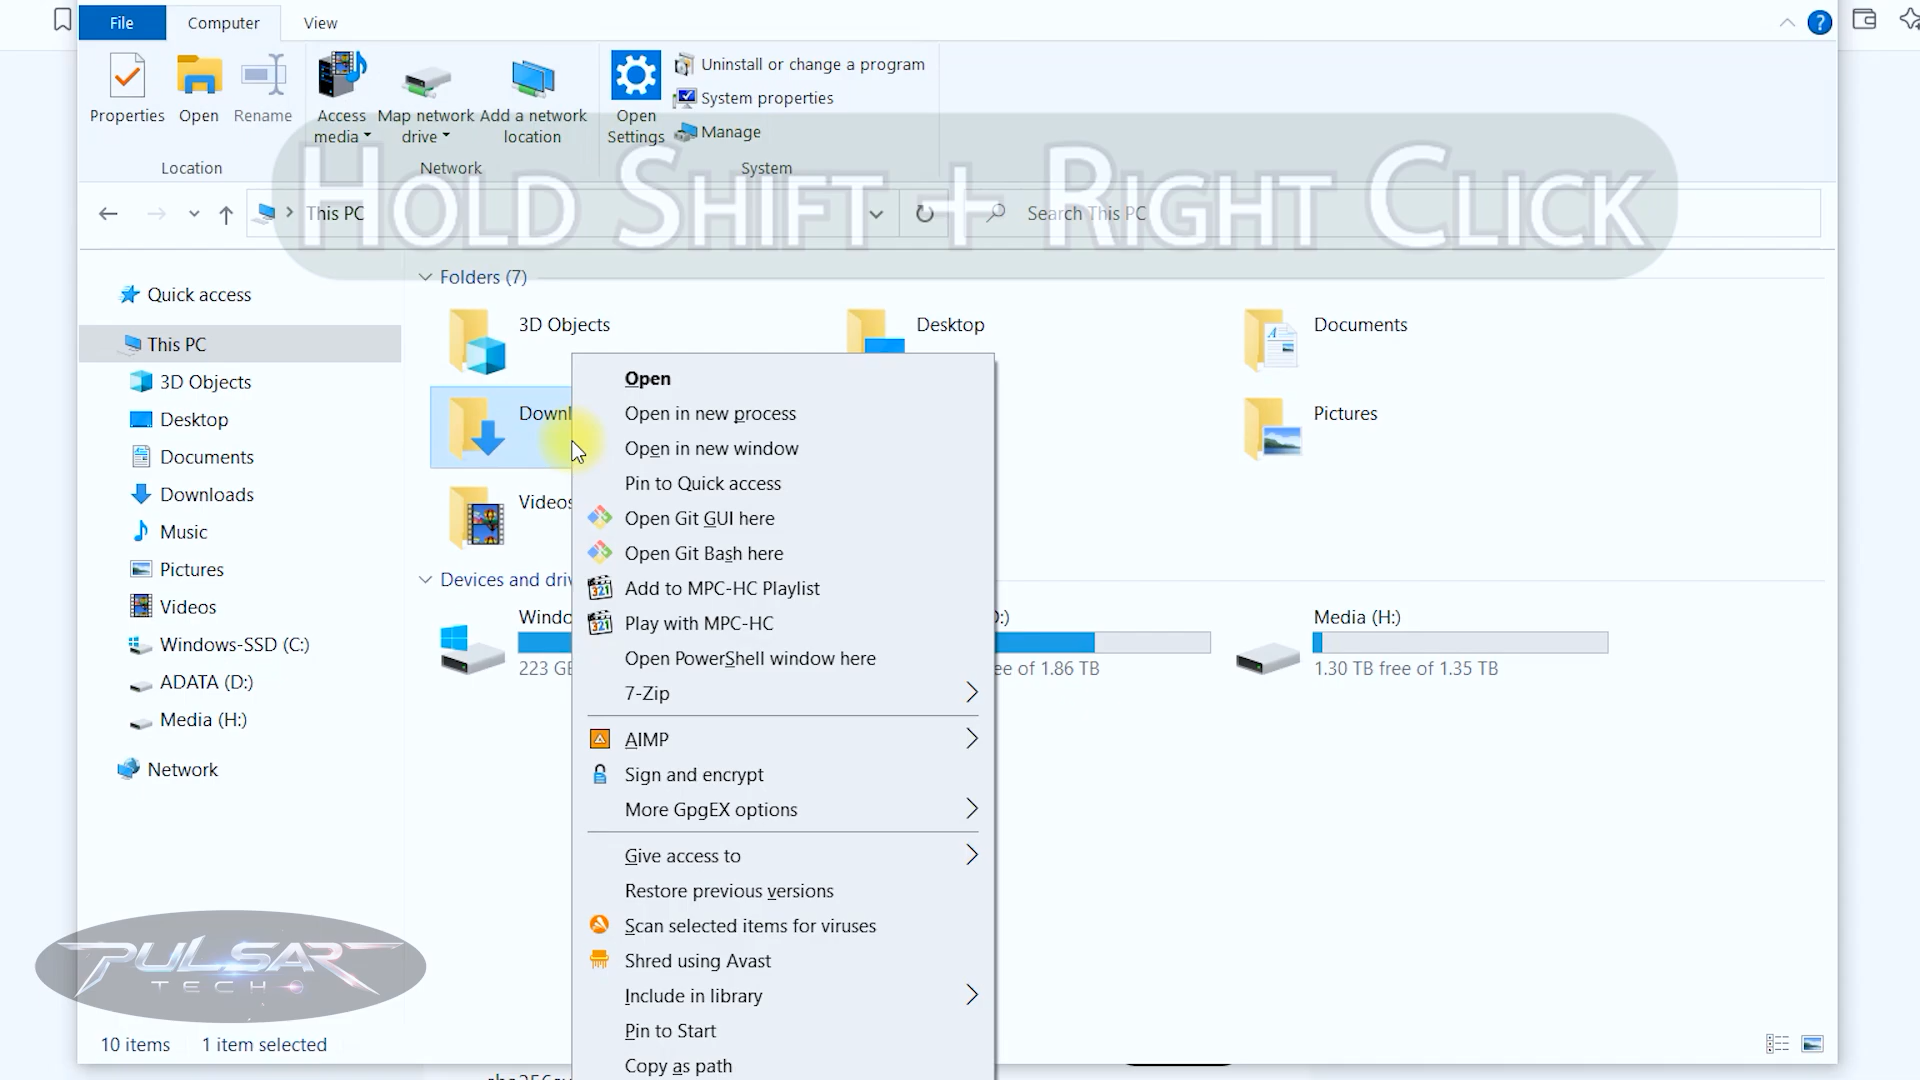 File
Computer
View
Properties
Open
Rename
Access media
Map network drive
Add a network location
Open Settings
Uninstall or change a program
System properties
Manage
Location
Network
System
Hold Shift + Right Click
This PC
Search This PC
Quick access
This PC
3D Objects
Desktop
Documents
Downloads
Music
Pictures
Videos
Windows-SSD (C:)
ADATA (D:)
Media (H:)
Network
Folders (7)
3D Objects
Desktop
Documents
Downl
Pictures
Videos
Devices and driv
Windo
223 GB
D:)
ee of 1.86 TB
Media (H:)
1.30 TB free of 1.35 TB
Open
Open in new process
Open in new window
Pin to Quick access
Open Git GUI here
Open Git Bash here
Add to MPC-HC Playlist
Play with MPC-HC
Open PowerShell window here
7-Zip
AIMP
Sign and encrypt
More GpgEX options
Give access to
Restore previous versions
Scan selected items for viruses
Shred using Avast
Include in library
Pin to Start
Copy as path
PULSAR
TECH
10 items
1 item selected